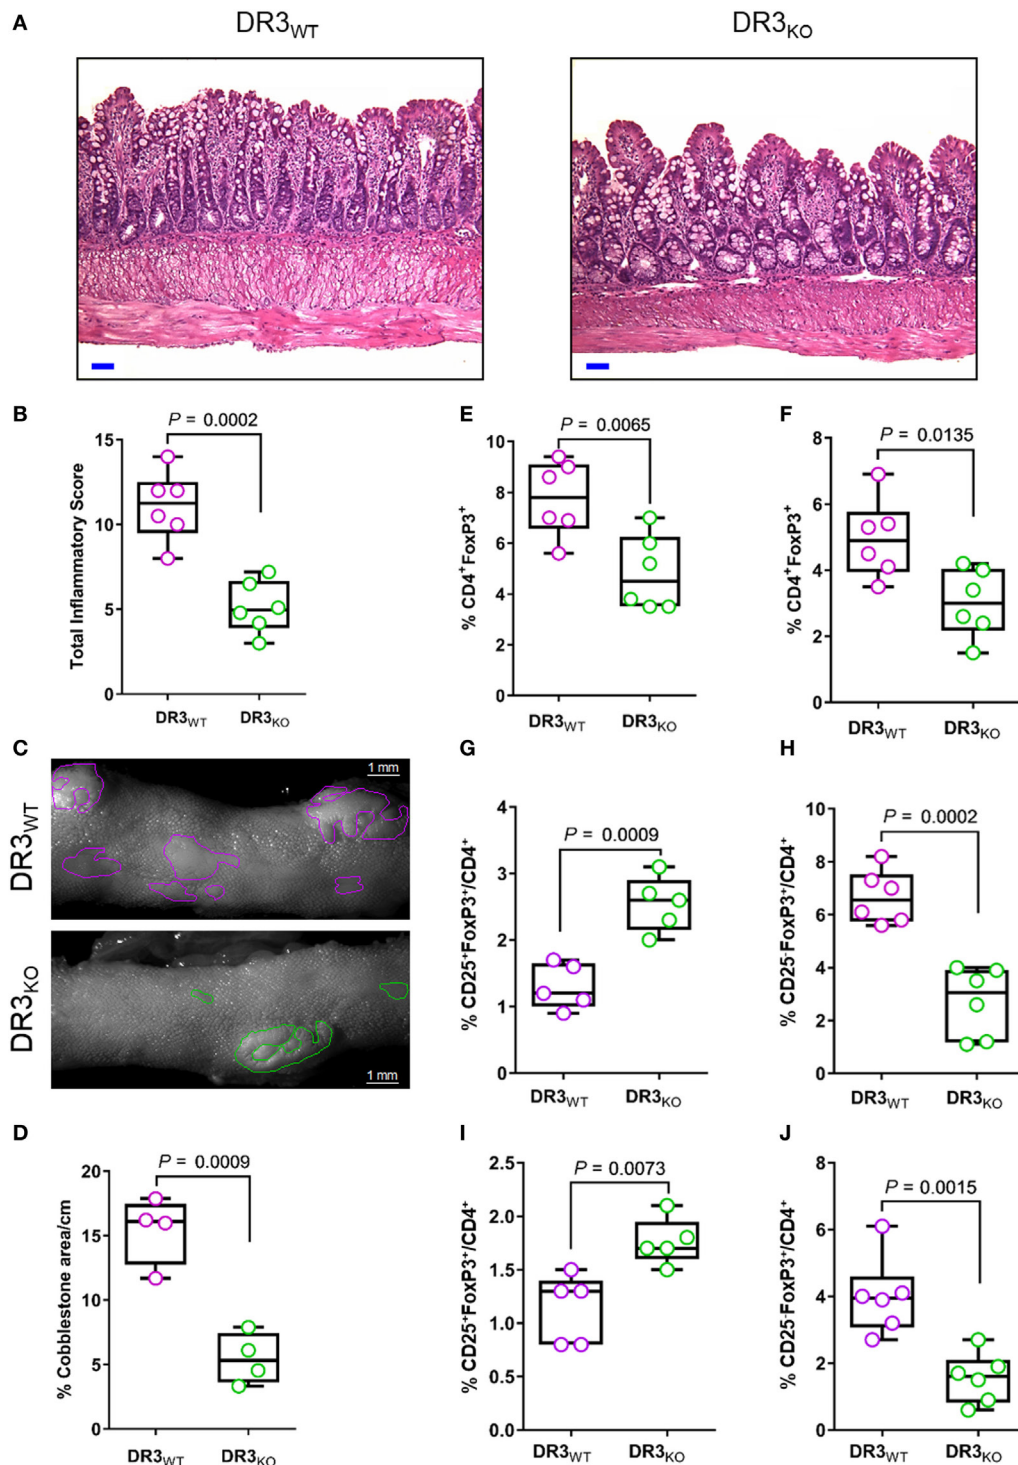 A
DR3WT
DR3KO
B
P = 0.0002
Total Inflammatory Score
15
10
5
0
DR3WT
DR3KO
E
P = 0.0065
% CD4⁺FoxP3⁺
10
8
6
4
2
0
DR3WT
DR3KO
F
P = 0.0135
% CD4⁺FoxP3⁺
8
6
4
2
0
DR3WT
DR3KO
C
DR3WT
1 mm
DR3KO
1 mm
G
P = 0.0009
% CD25⁺FoxP3⁺/CD4⁺
4
3
2
1
0
DR3WT
DR3KO
H
P = 0.0002
% CD25⁻FoxP3⁺/CD4⁺
10
8
6
4
2
0
DR3WT
DR3KO
D
P = 0.0009
% Cobblestone area/cm
20
15
10
5
0
DR3WT
DR3KO
I
P = 0.0073
% CD25⁺FoxP3⁺/CD4⁺
2.5
2.0
1.5
1.0
0.5
0.0
DR3WT
DR3KO
J
P = 0.0015
% CD25⁻FoxP3⁺/CD4⁺
8
6
4
2
0
DR3WT
DR3KO